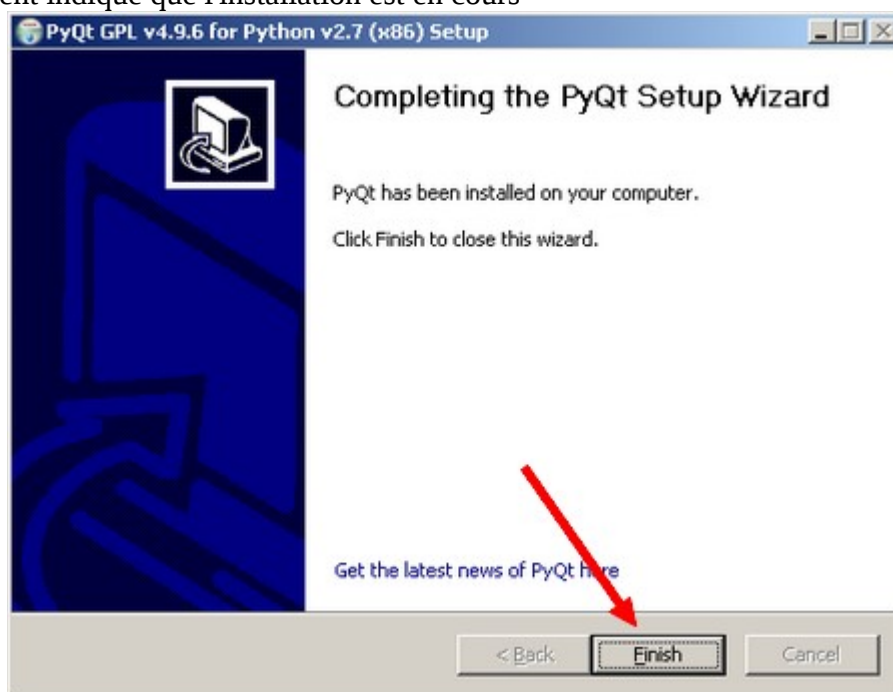 ent indique que l'installation est en cours
PyQt GPL v4.9.6 for Python v2.7 (x86) Setup
Completing the PyQt Setup Wizard
PyQt has been installed on your computer.
Click Finish to close this wizard.
Get the latest news of PyQt here
< Back
Finish
Cancel